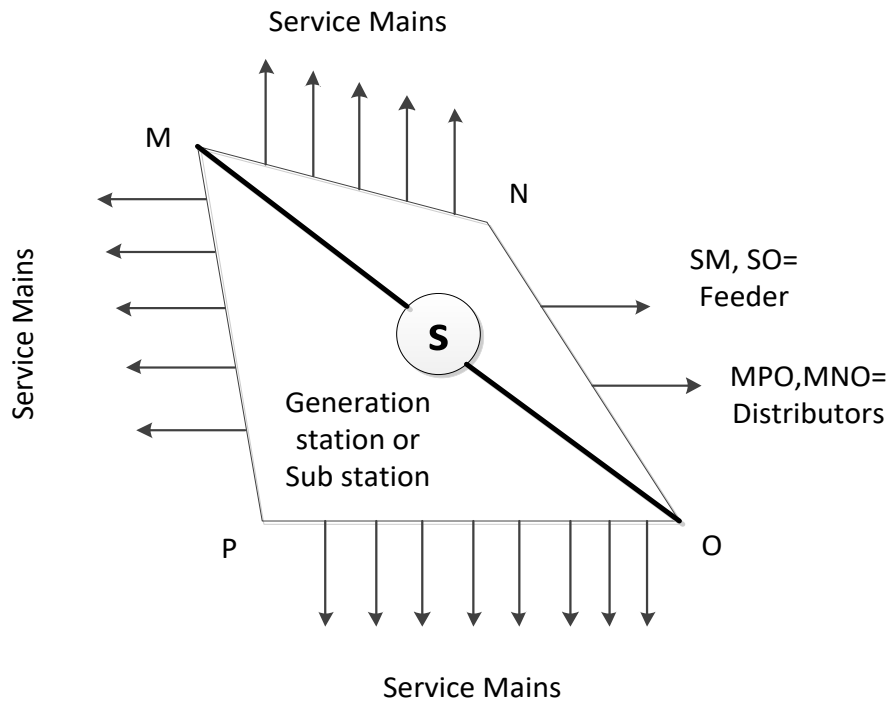 Service Mains
M
N
Service Mains
SM, SO=
Feeder
S
MPO,MNO=
Distributors
Generation
station or
Sub station
P
O
Service Mains